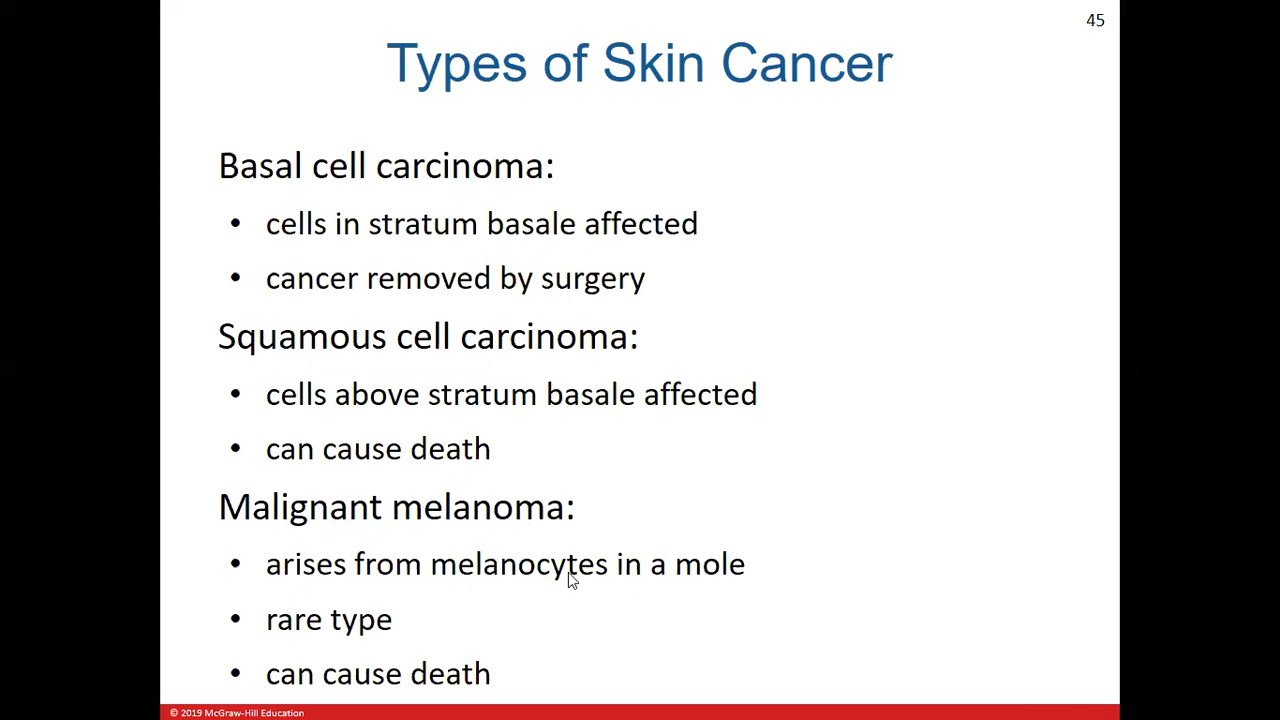 45
Types of Skin Cancer
Basal cell carcinoma:
• cells in stratum basale affected
• cancer removed by surgery
Squamous cell carcinoma:
• cells above stratum basale affected
• can cause death
Malignant melanoma:
• arises from melanocytes in a mole
• rare type
• can cause death
© 2019 McGraw-Hill Education